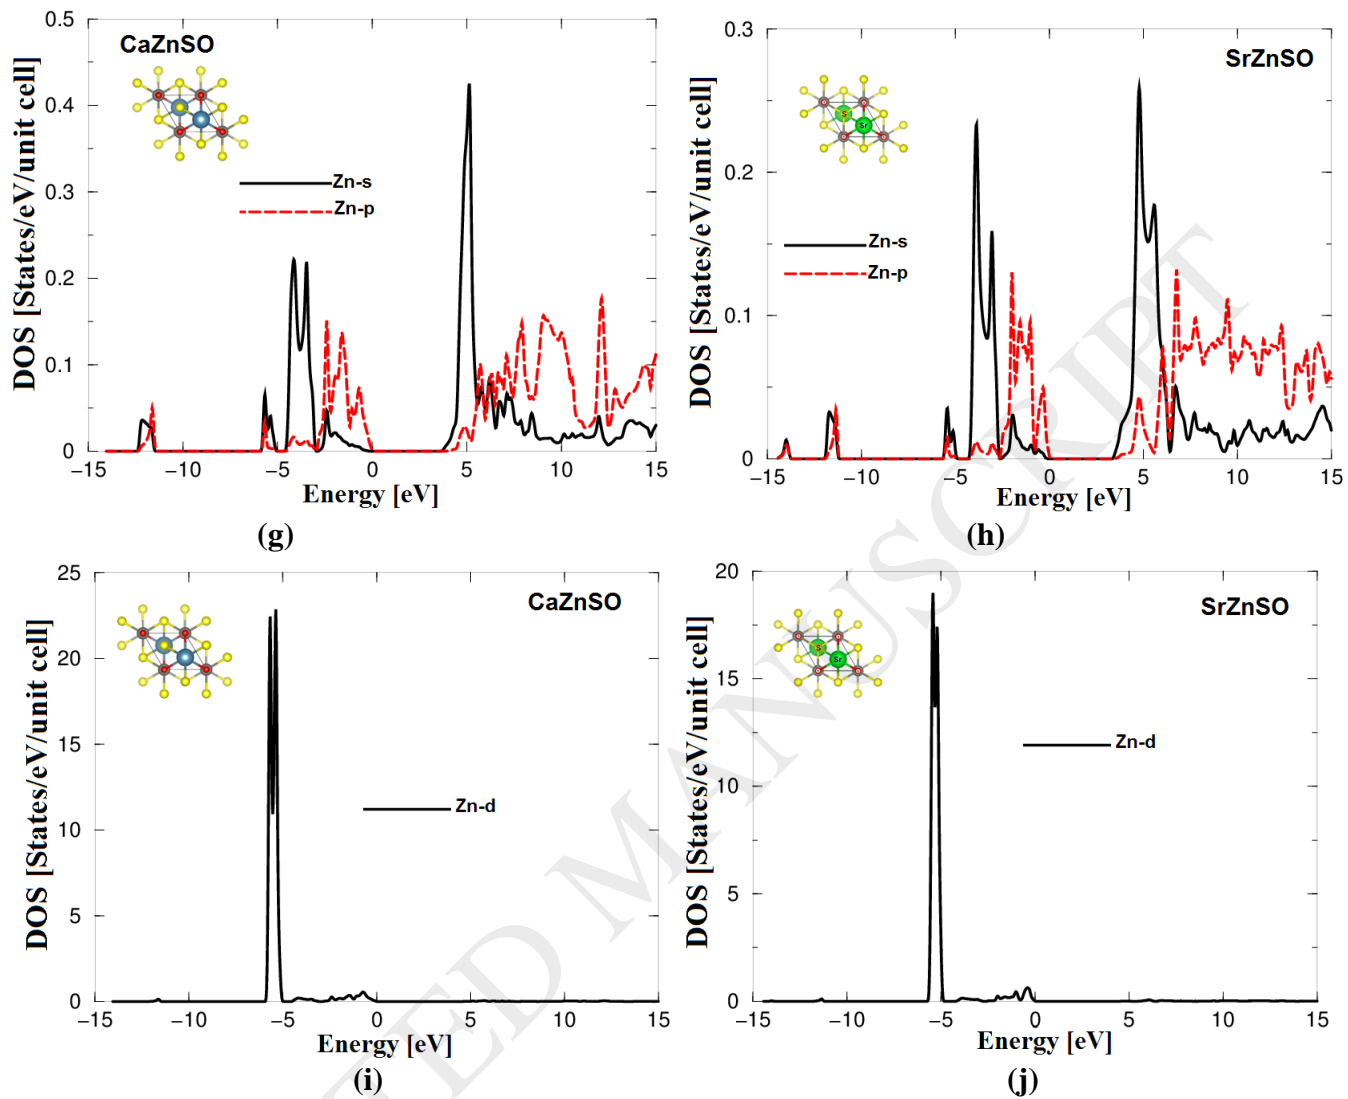 CaZnSO
DOS [States/eV/unit cell]
0.5
0.4
0.3
0.2
0.1
0
Zn-s
Zn-p
−15 −10 −5 0 5 10 15
Energy [eV]
(g)
SrZnSO
DOS [States/eV/unit cell]
0.3
0.2
0.1
0
S
Sr
Zn-s
Zn-p
−15 −10 −5 0 5 10 15
Energy [eV]
(h)
CaZnSO
DOS [States/eV/unit cell]
25
20
15
10
5
0
Zn-d
−15 −10 −5 0 5 10 15
Energy [eV]
(i)
SrZnSO
DOS [States/eV/unit cell]
20
15
10
5
0
S
Sr
Zn-d
−15 −10 −5 0 5 10 15
Energy [eV]
(j)
TED MANUSCRIPT